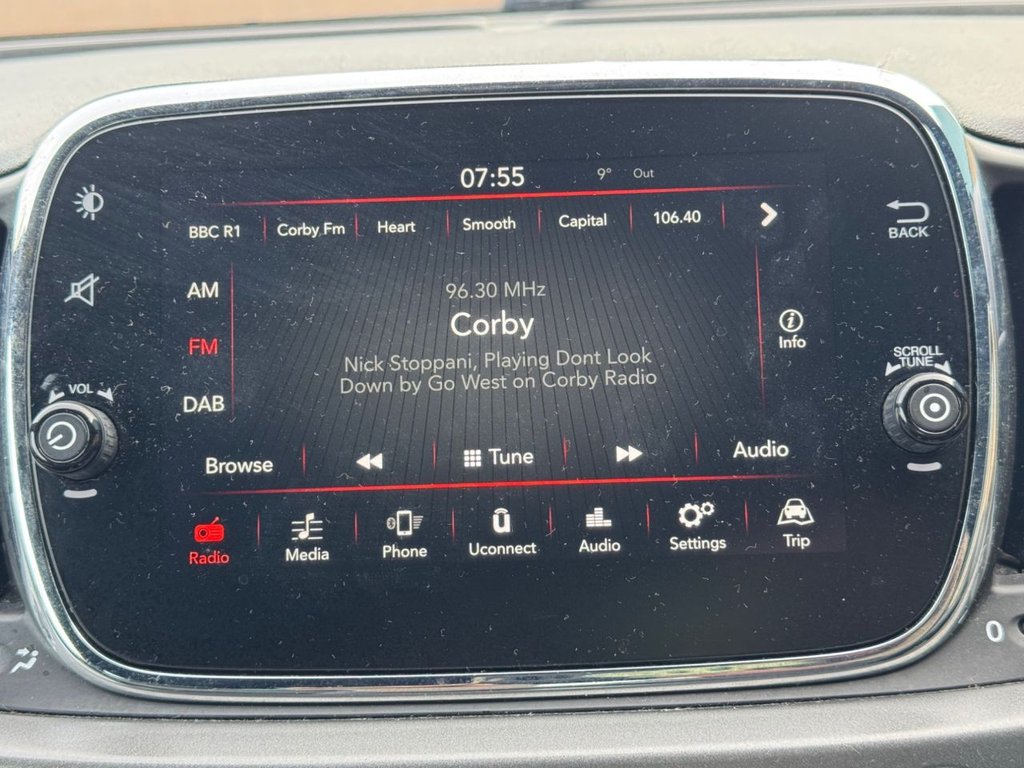 07:55 9° Out
BBC R1 Corby Fm Heart Smooth Capital 106.40
BACK
AM
96.30 MHz
Corby
Info
FM
Nick Stoppani, Playing Dont Look
Down by Go West on Corby Radio
SCROLL
TUNE
VOL
DAB
Browse Tune Audio
Radio Media Phone Uconnect Audio Settings Trip
0